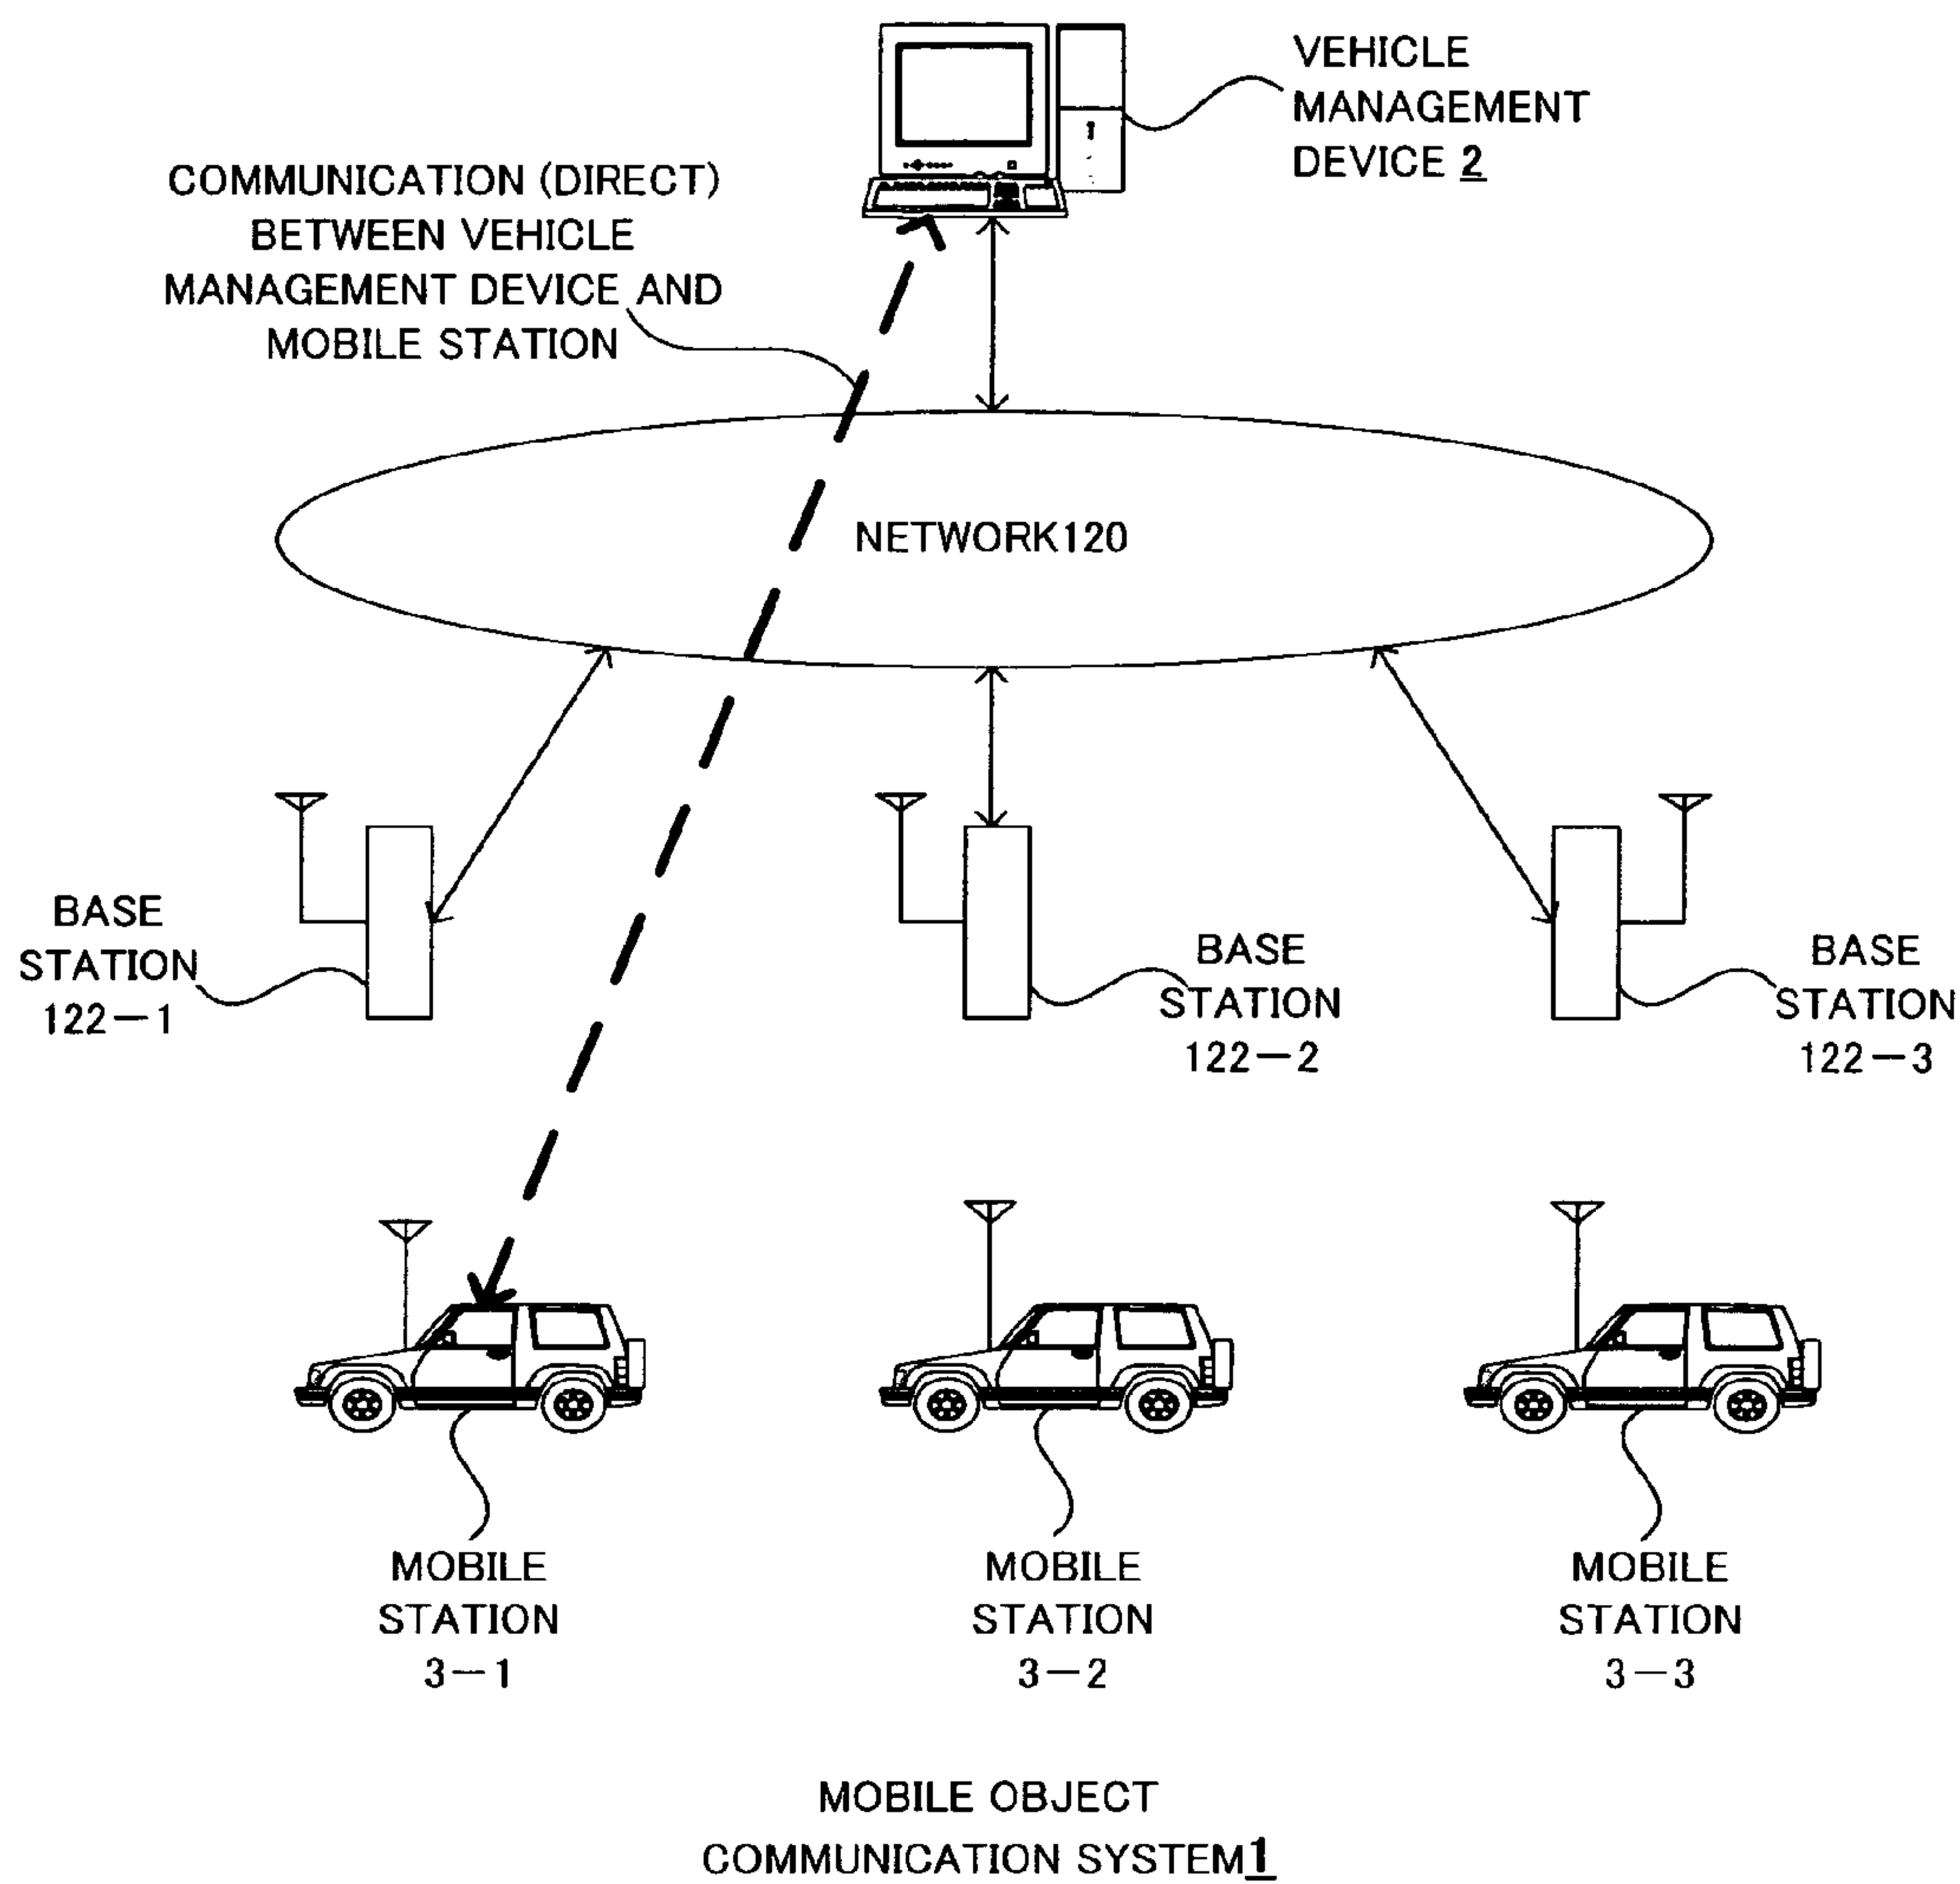 VEHICLE
MANAGEMENT
DEVICE 2
COMMUNICATION (DIRECT)
BETWEEN VEHICLE
MANAGEMENT DEVICE AND
MOBILE STATION
NETWORK120
BASE
STATION
122-1
BASE
STATION
122-2
BASE
STATION
122-3
MOBILE
STATION
3-1
MOBILE
STATION
3-2
MOBILE
STATION
3-3
MOBILE OBJECT
COMMUNICATION SYSTEM1